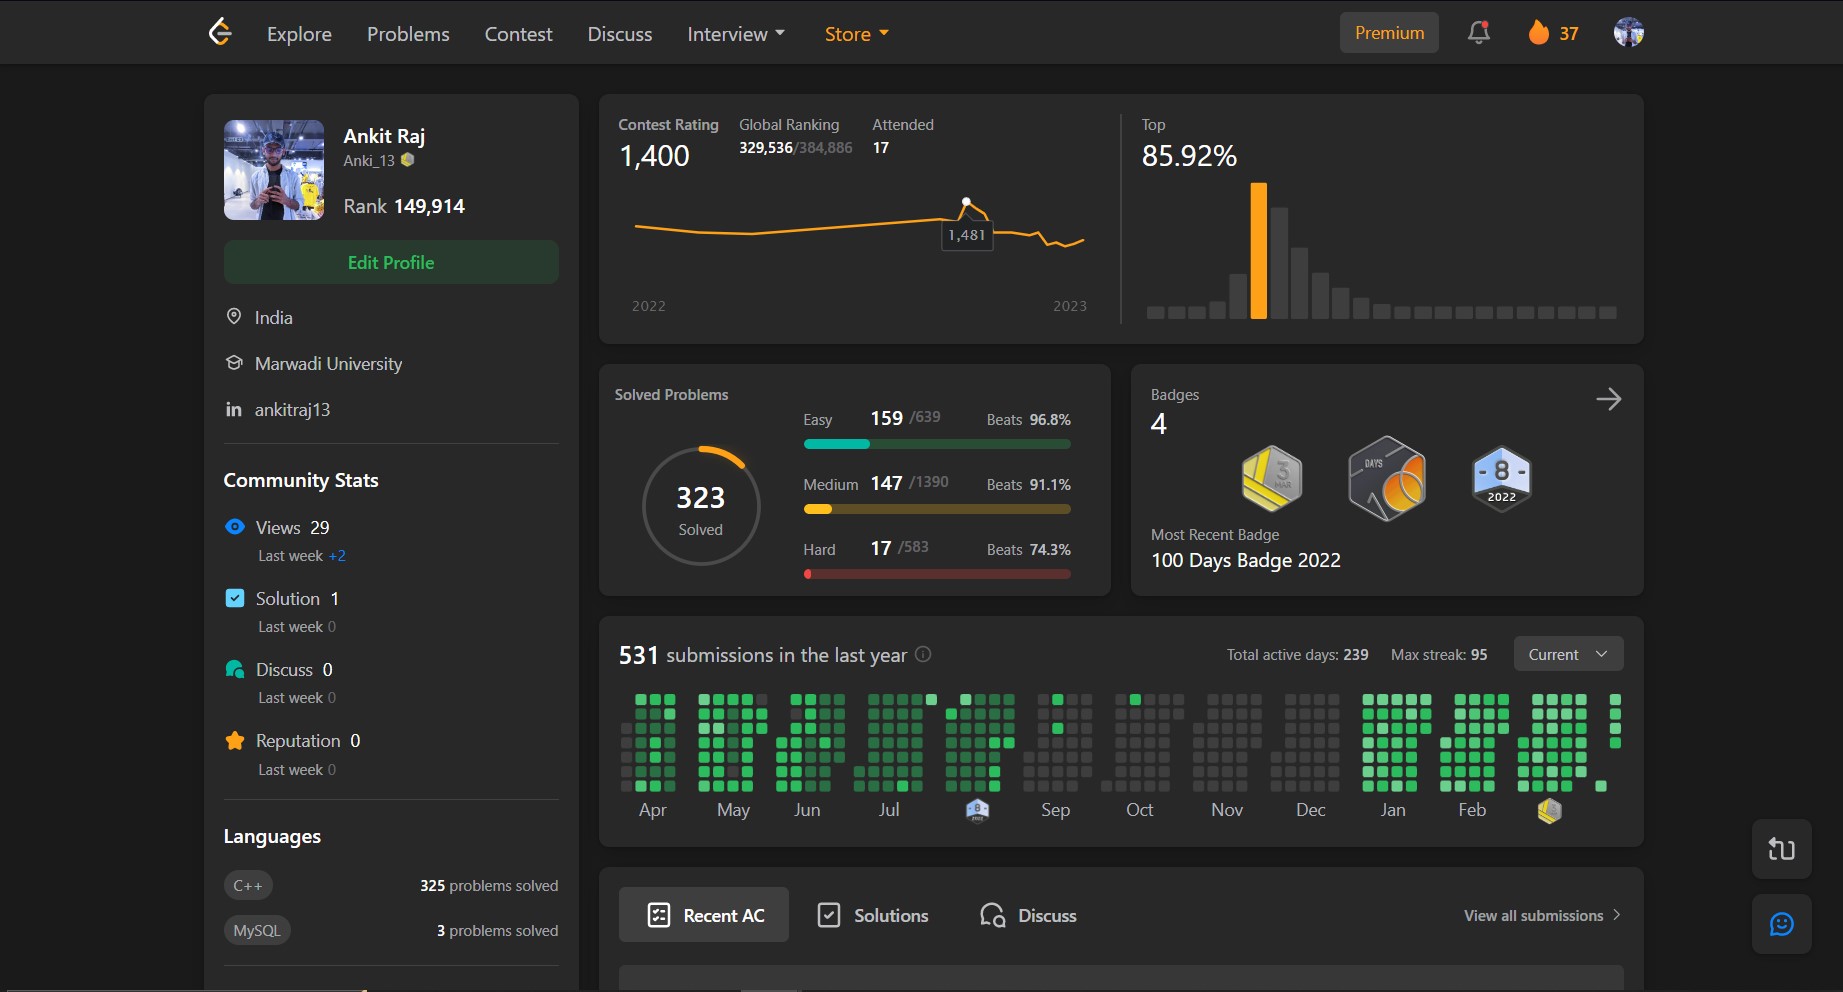 Explore Problems Contest Discuss Interview Store Premium 37
Ankit Raj
Anki_13
Rank 149,914
Edit Profile
India
Marwadi University
in ankitraj13
Community Stats
Views 29
Last week +2
Solution 1
Last week 0
Discuss 0
Last week 0
Reputation 0
Last week 0
Languages
C++ 325 problems solved
MySQL 3 problems solved
Contest Rating Global Ranking Attended
1,400 329,536/384,886 17
1,481
2022 2023
Top
85.92%
Solved Problems
323
Solved
Easy 159 /639 Beats 96.8%
Medium 147 /1390 Beats 91.1%
Hard 17 /583 Beats 74.3%
Badges
4
3
MAR
DAYS
8
2022
Most Recent Badge
100 Days Badge 2022
531 submissions in the last year Total active days: 239 Max streak: 95 Current
Apr May Jun Jul 8 Sep Oct Nov Dec Jan Feb
Recent AC Solutions Discuss View all submissions